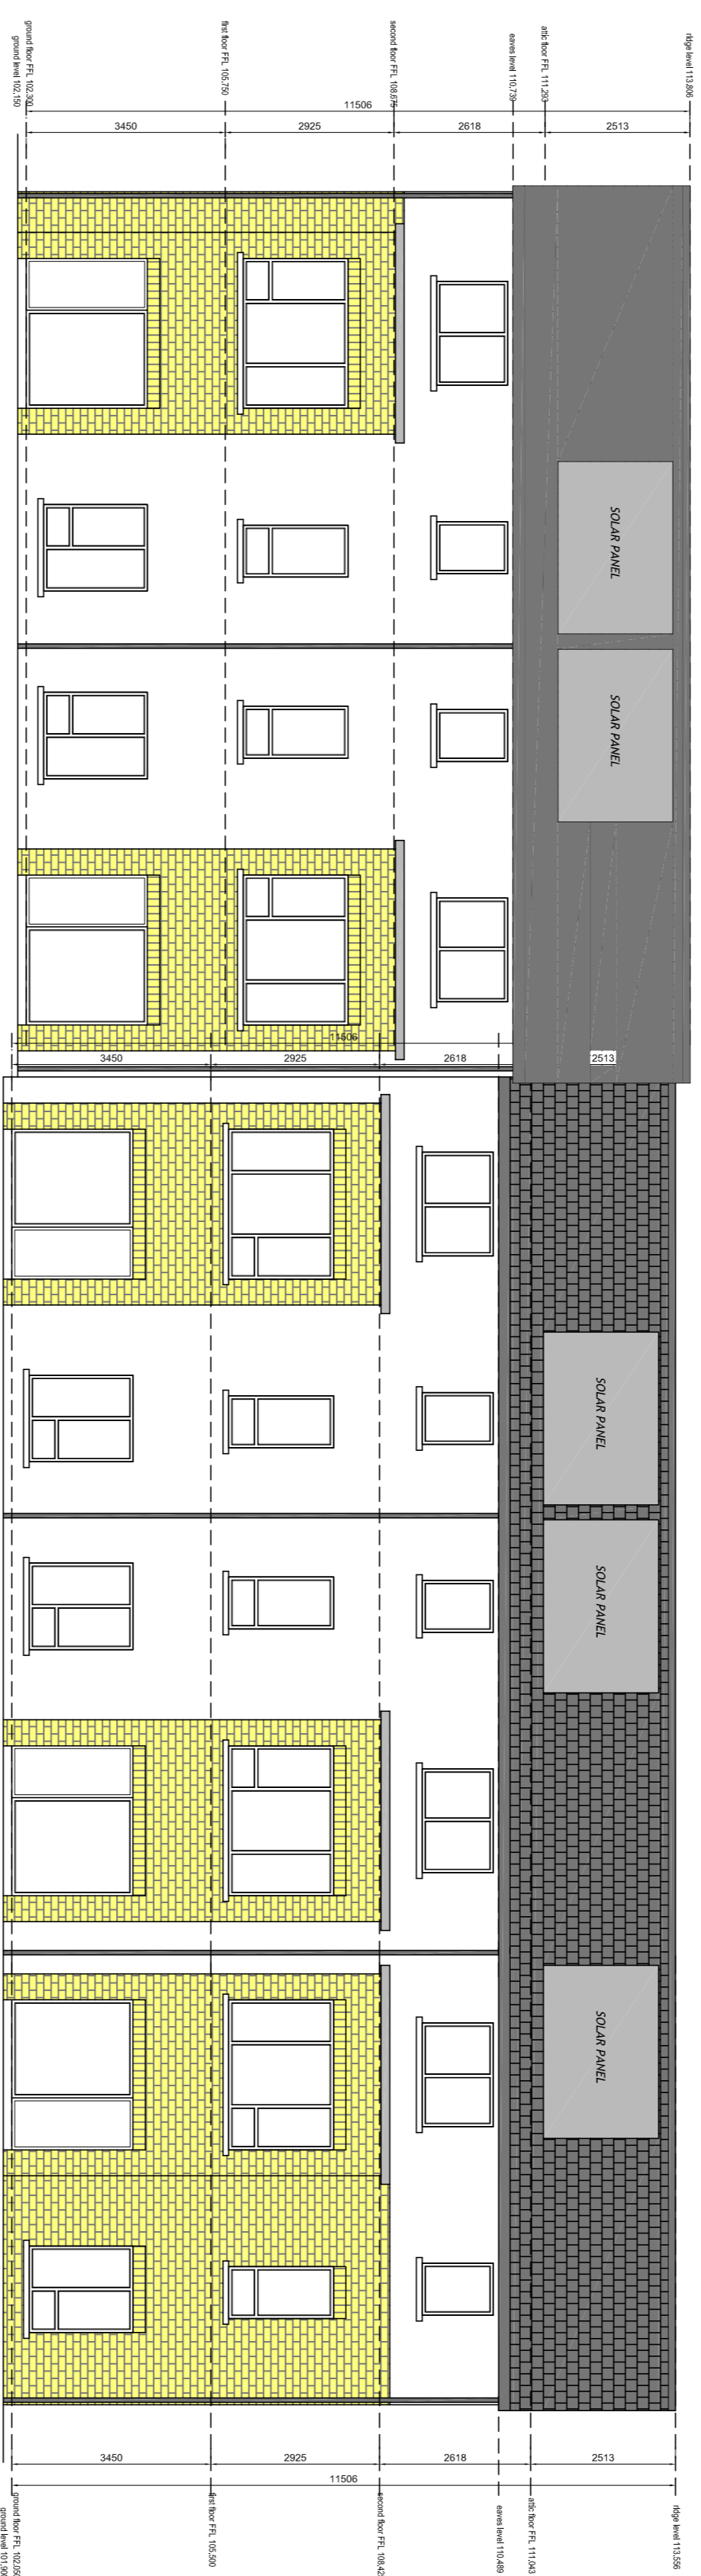 ridge level 113.806
attic floor FFL 111.293
eaves level 110.739
second floor FFL 108.675
first floor FFL 105.750
ground floor FFL 102.300
ground level 102.150
11506
2513
2618
2925
3450
SOLAR PANEL
SOLAR PANEL
11506
2513
2618
2925
3450
SOLAR PANEL
SOLAR PANEL
SOLAR PANEL
2513
2618
2925
3450
11506
ridge level 113.556
attic floor FFL 111.043
eaves level 110.489
second floor FFL 108.42
first floor FFL 105.500
ground floor FFL 102.050
ground level 101.900